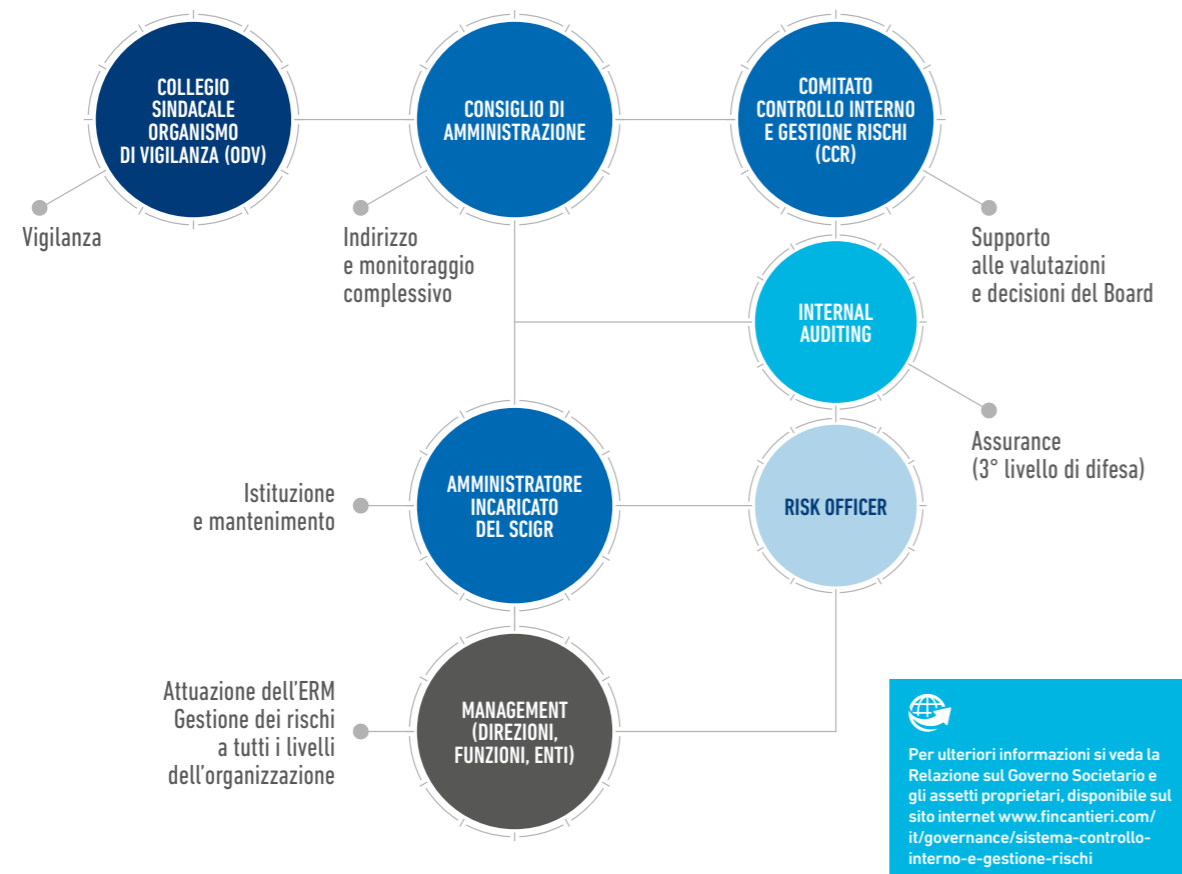 COLLEGIO
SINDACALE
ORGANISMO
DI VIGILANZA (ODV)
CONSIGLIO DI
AMMINISTRAZIONE
COMITATO
CONTROLLO INTERNO
E GESTIONE RISCHI
(CCR)
Vigilanza
Indirizzo
e monitoraggio
complessivo
Supporto
alle valutazioni
e decisioni del Board
INTERNAL
AUDITING
Assurance
(3° livello di difesa)
Istituzione
e mantenimento
AMMINISTRATORE
INCARICATO
DEL SCIGR
RISK OFFICER
Attuazione dell'ERM
Gestione dei rischi
a tutti i livelli
dell'organizzazione
MANAGEMENT
(DIREZIONI,
FUNZIONI, ENTI)
Per ulteriori informazioni si veda la
Relazione sul Governo Societario e
gli assetti proprietari, disponibile sul
sito internet www.fincantieri.com/
it/governance/sistema-controllo-
interno-e-gestione-rischi